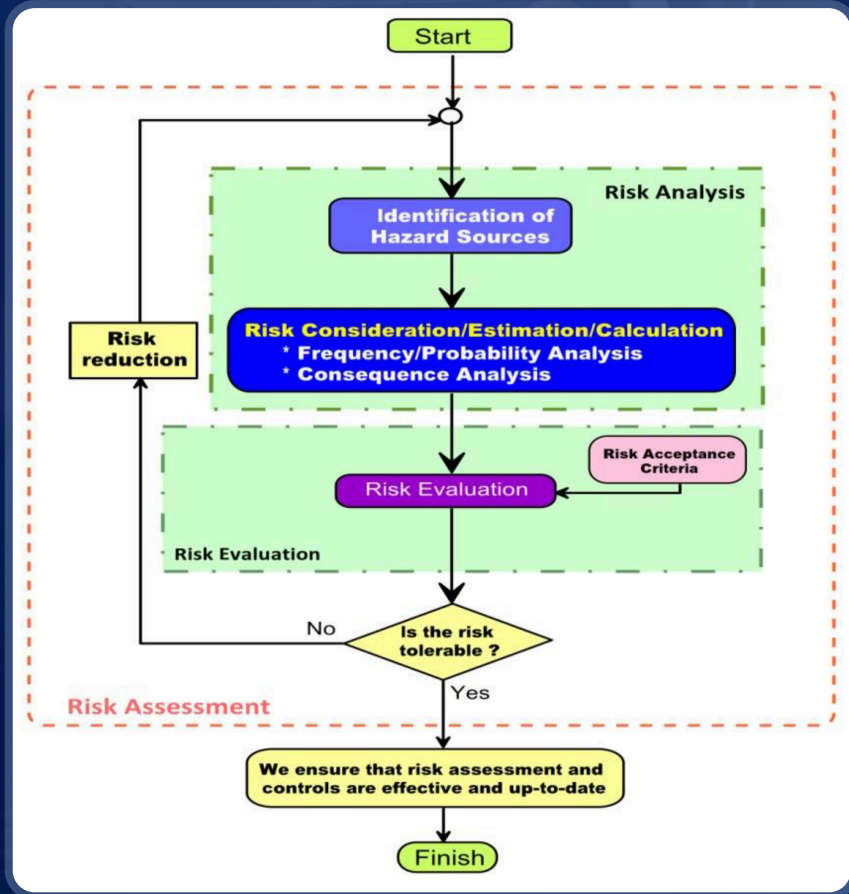 Start
Risk Analysis
Identification of
Hazard Sources
Risk Consideration/Estimation/Calculation
* Frequency/Probability Analysis
* Consequence Analysis
Risk
reduction
Risk Acceptance
Criteria
Risk Evaluation
Risk Evaluation
No
Is the risk
tolerable ?
Yes
Risk Assessment
We ensure that risk assessment and
controls are effective and up-to-date
Finish